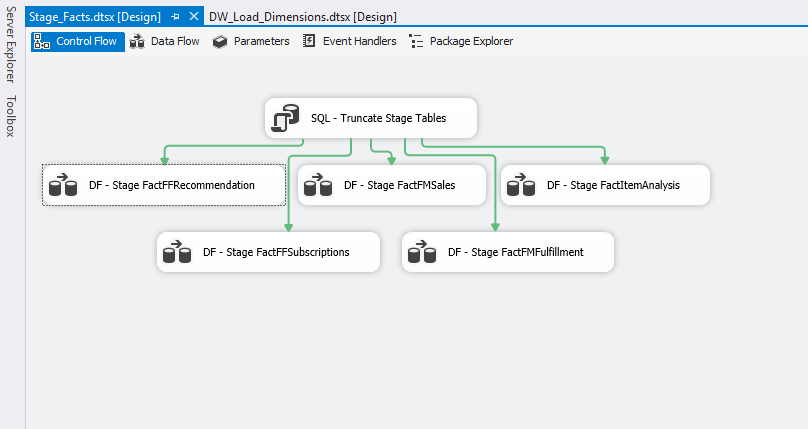 Stage_Facts.dtsx [Design]
DW_Load_Dimensions.dtsx [Design]
Server Explorer
Toolbox
Control Flow
Data Flow
Parameters
Event Handlers
Package Explorer
SQL - Truncate Stage Tables
DF - Stage FactFFRecommendation
DF - Stage FactFMSales
DF - Stage FactItemAnalysis
DF - Stage FactFFSubscriptions
DF - Stage FactFMFulfillment